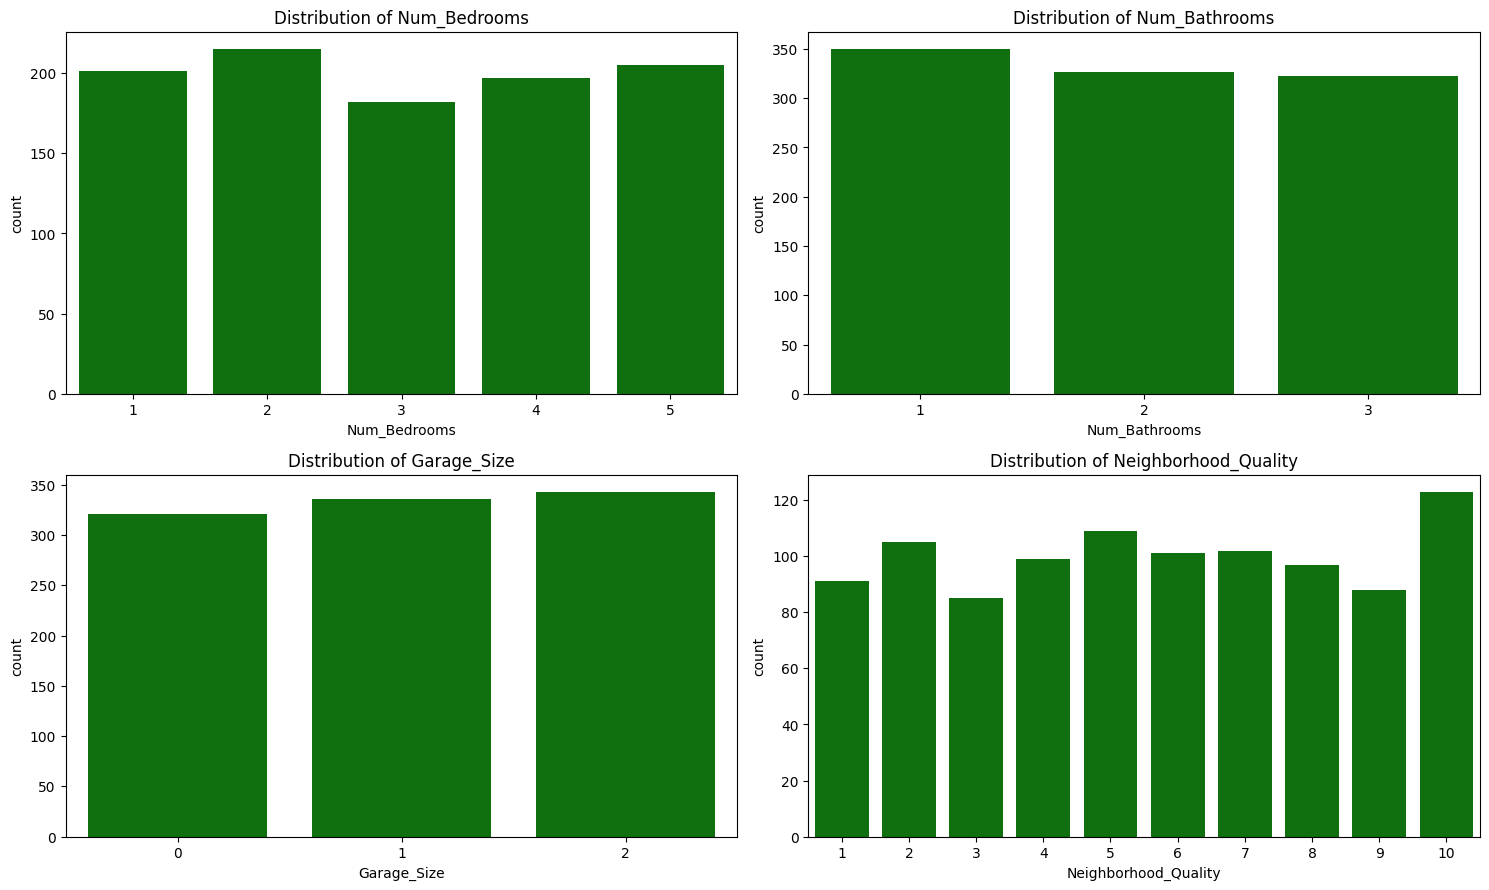 Distribution of Num_Bedrooms
200
150
100
50
0
count
1 2 3 4 5
Num_Bedrooms
Distribution of Num_Bathrooms
350
300
250
200
150
100
50
0
count
1 2 3
Num_Bathrooms
Distribution of Garage_Size
350
300
250
200
150
100
50
0
count
0 1 2
Garage_Size
Distribution of Neighborhood_Quality
120
100
80
60
40
20
0
count
1 2 3 4 5 6 7 8 9 10
Neighborhood_Quality